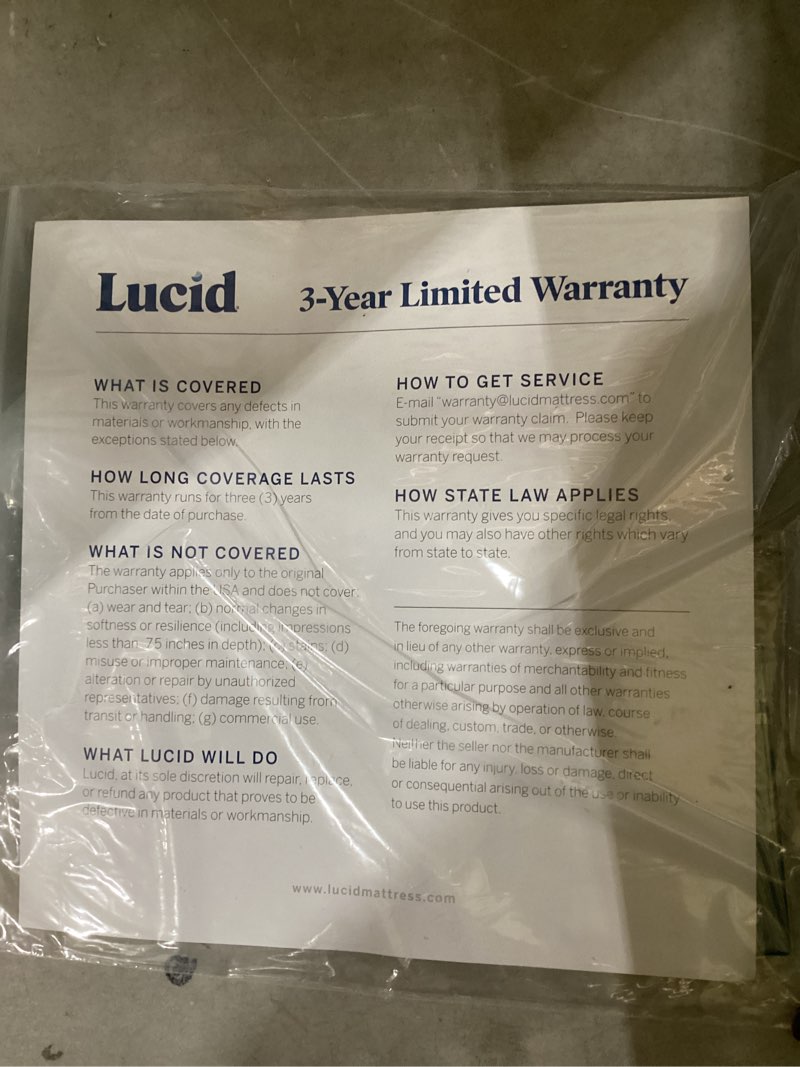 Lucid
3-Year Limited Warranty
WHAT IS COVERED
This warranty covers any defects in
materials or workmanship, with the
exceptions stated below.
HOW LONG COVERAGE LASTS
This warranty runs for three (3) years
from the date of purchase.
WHAT IS NOT COVERED
The warranty applies only to the original
Purchaser within the USA and does not cover:
(a) wear and tear; (b) normal changes in
softness or resilience (including impressions
less than .75 inches in depth); (c) stains; (d)
misuse or improper maintenance; (e)
alteration or repair by unauthorized
representatives; (f) damage resulting from
transit or handling; (g) commercial use.
WHAT LUCID WILL DO
Lucid, at its sole discretion will repair, replace,
or refund any product that proves to be
defective in materials or workmanship.
HOW TO GET SERVICE
E-mail "warranty@lucidmattress.com" to
submit your warranty claim. Please keep
your receipt so that we may process your
warranty request.
HOW STATE LAW APPLIES
This warranty gives you specific legal rights,
and you may also have other rights which vary
from state to state.
The foregoing warranty shall be exclusive and
in lieu of any other warranty, express or implied,
including warranties of merchantability and fitness
for a particular purpose and all other warranties
otherwise arising by operation of law, course
of dealing, custom, trade, or otherwise.
Neither the seller nor the manufacturer shall
be liable for any injury, loss or damage, direct
or consequential arising out of the use or inability
to use this product.
www.lucidmattress.com